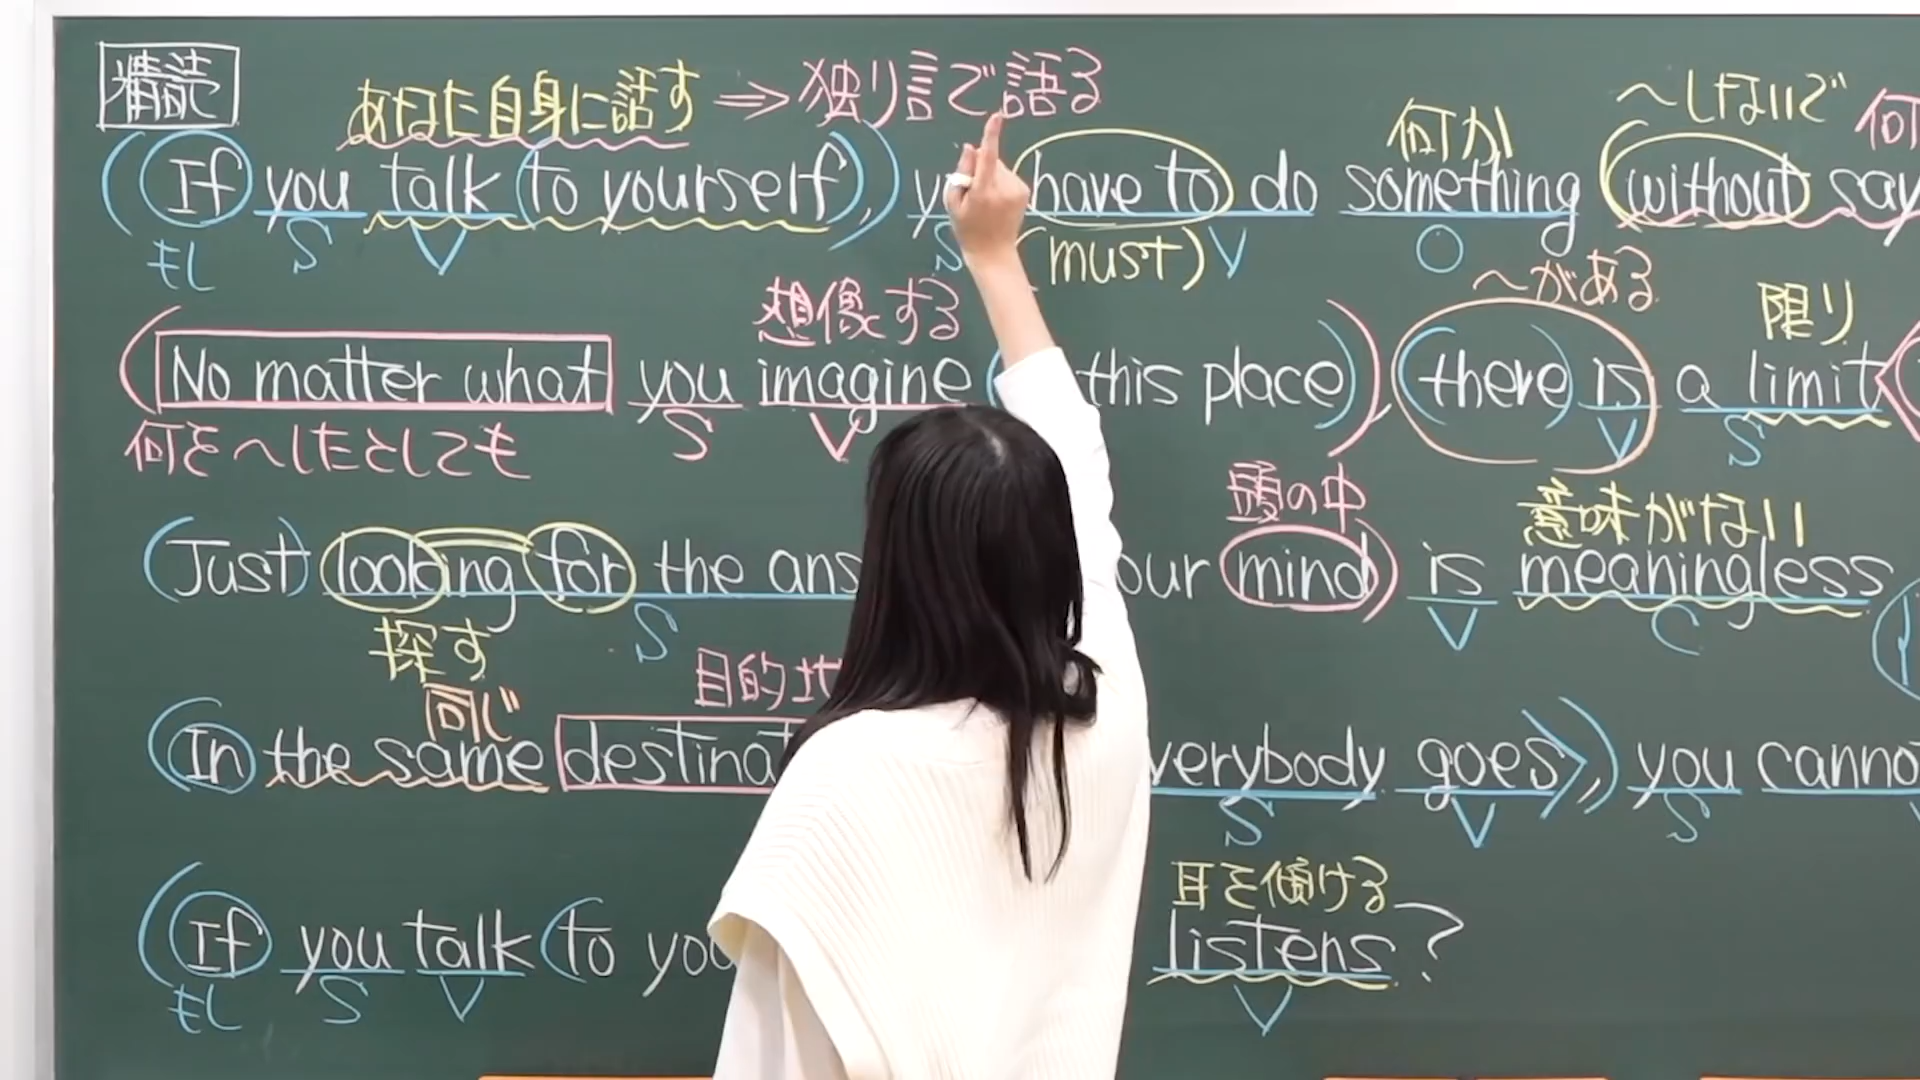 精読
あなた自身に話す ⇒ 独り言で語る
何か
〜しないで
何
(If you talk (to yourself),) have to do something (without say
もし S V S (must) V O
想像する
〜がある
限り
(No matter what you imagine this place), (there) is a limit
何を〜したとしても S V V S
頭の中
意味がない
(Just) looking for the ans our mind) is meaningless
探す S V C
同じ
目的地
(In the same destinat verybody goes), you canno
S V S
耳を傾ける
(If you talk (to you listens?
もし S V V